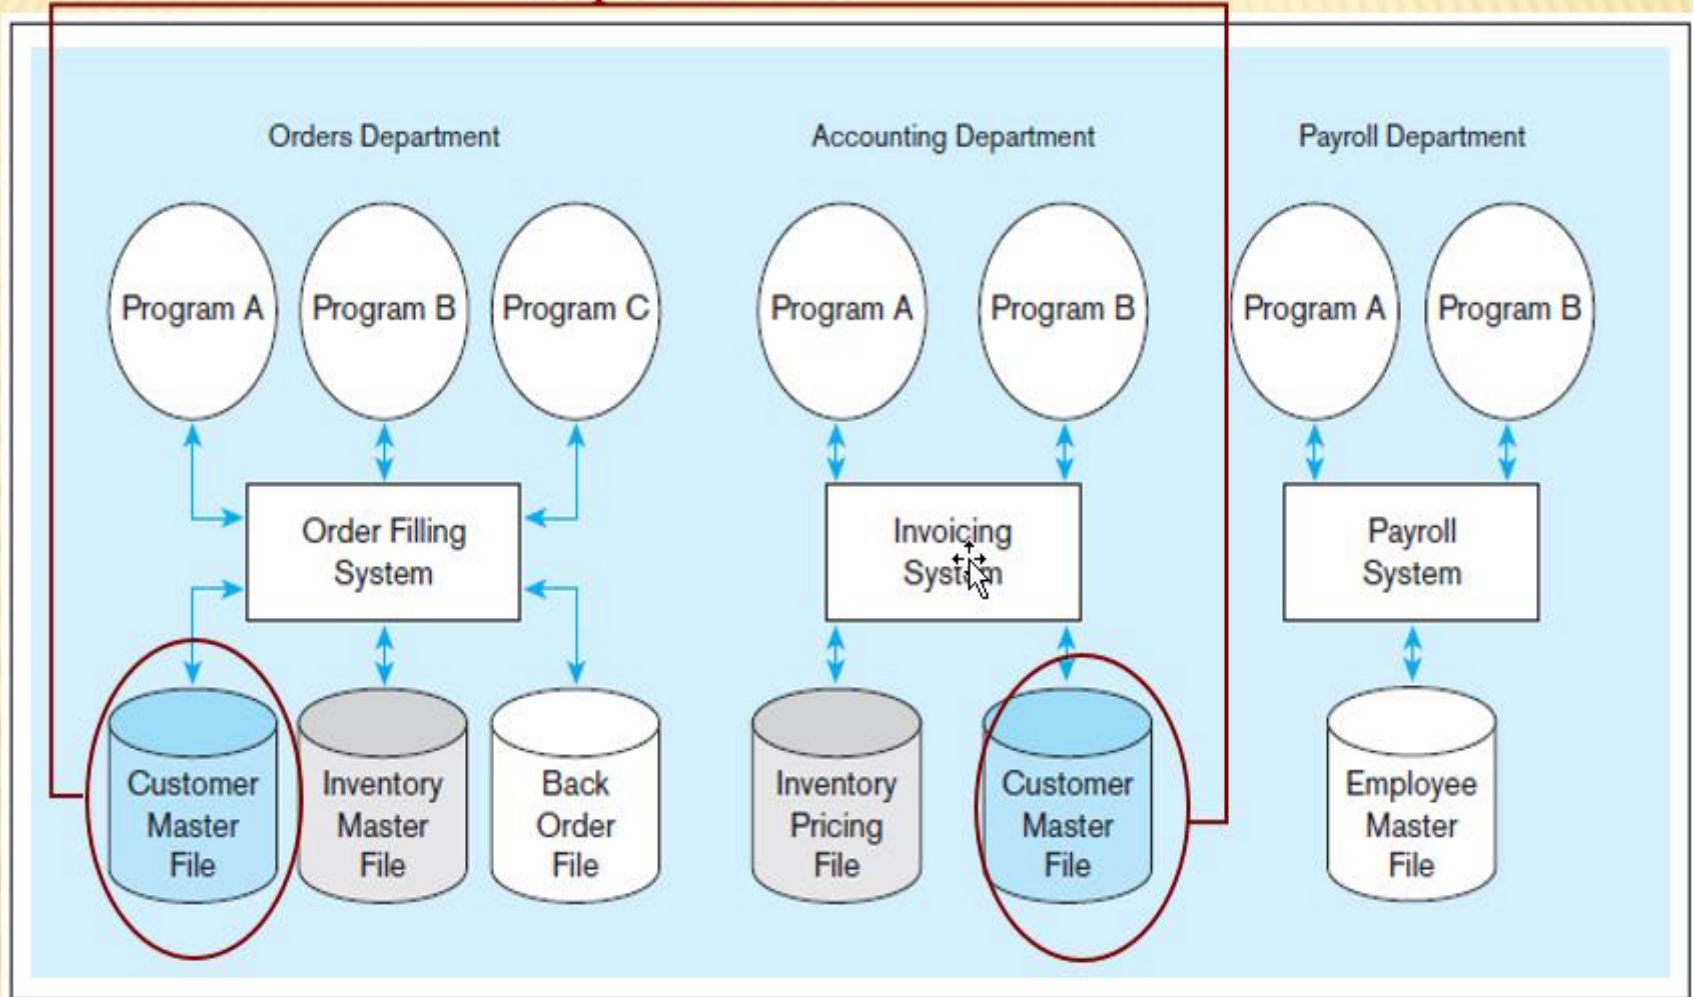 Orders Department
Accounting Department
Payroll Department
Program A
Program B
Program C
Program A
Program B
Program A
Program B
Order Filling
System
Invoicing
System
Payroll
System
Customer
Master
File
Inventory
Master
File
Back
Order
File
Inventory
Pricing
File
Customer
Master
File
Employee
Master
File